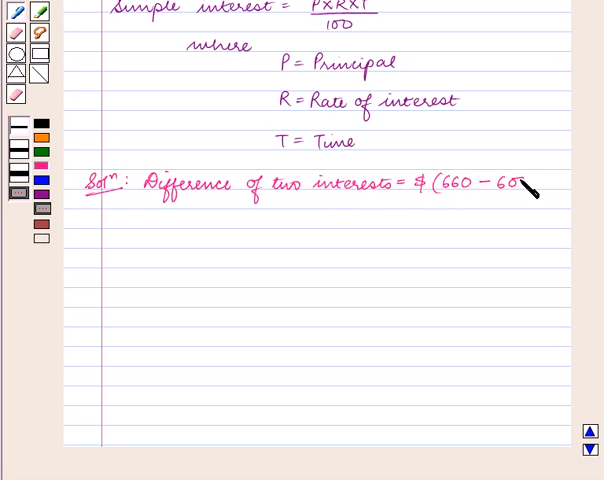 Simple interest = P×R×T
100
where
P = Principal
R = Rate of interest
T = Time
Solⁿ: Difference of two interests = $ (660 − 60